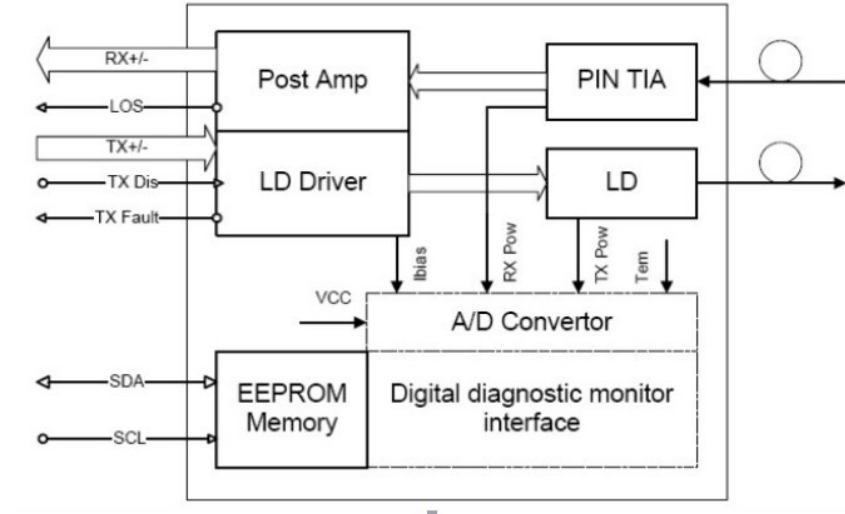 RX+/-
Post Amp
PIN TIA
LOS
TX+/-
TX Dis
LD Driver
LD
TX Fault
Ibias
RX Pow
TX Pow
Tem
VCC
A/D Convertor
SDA
EEPROM
Memory
Digital diagnostic monitor
interface
SCL